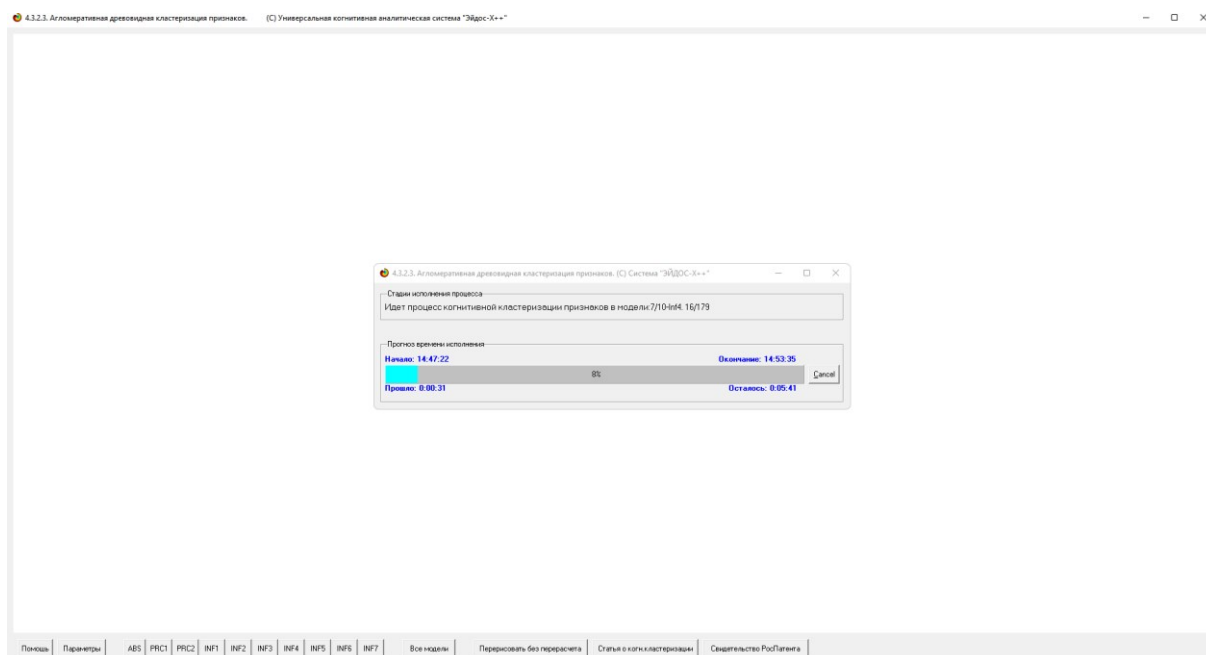 4.3.2.3. Агломеративная древовидная кластеризация признаков. (C) Универсальная когнитивная аналитическая система "Эйдос-X++"
4.3.2.3. Агломеративная древовидная кластеризация признаков. (C) Система "ЭЙДОС-X++"
Стадии исполнения процесса
Идет процесс когнитивной кластеризации признаков в модели:7/10-Inf4. 16/179
Прогноз времени исполнения
Начало: 14:47:22 Окончание: 14:53:35
8% Cancel
Прошло: 0:00:31 Осталось: 0:05:41
Помощь Параметры ABS PRC1 PRC2 INF1 INF2 INF3 INF4 INF5 INF6 INF7 Все модели Перерисовать без перерасчета Статья о когн.кластеризации Свидетельство РосПатента